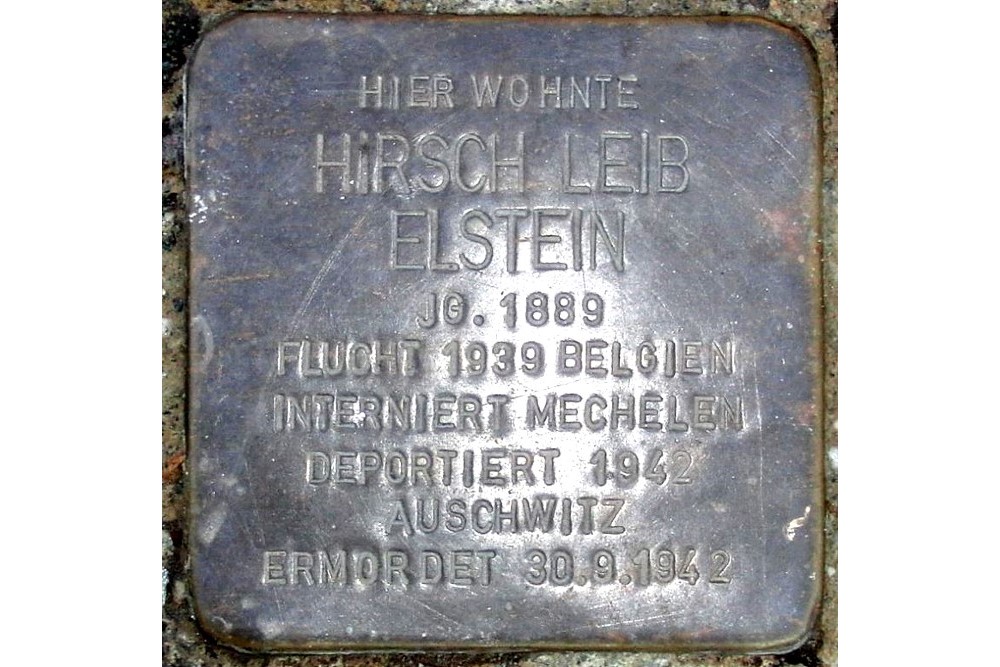 HIER WOHNTE
HIRSCH LEIB
ELSTEIN
JG. 1889
FLUCHT 1939 BELGIEN
INTERNIERT MECHELEN
DEPORTIERT 1942
AUSCHWITZ
ERMORDET 30.9.1942